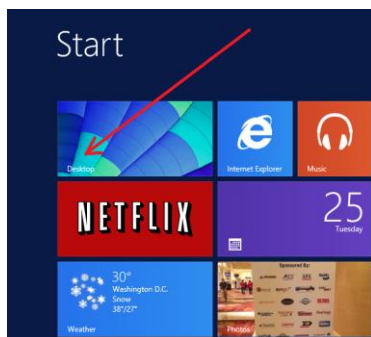 Start
Desktop
Internet Explorer
Music
NETFLIX
25
Tuesday
30°
Washington D.C.
Snow
38°/27°
Weather
Sponsored By:
Photos